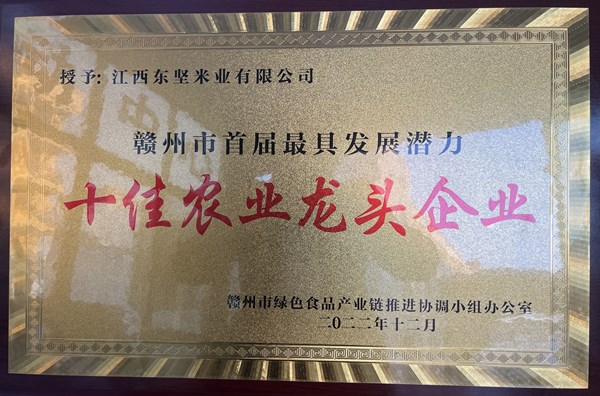 授予:江西东坚米业有限公司
赣州市首届最具发展潜力
十佳农业龙头企业
赣州市绿色食品产业链推进协调小组办公室
二〇二二年十二月